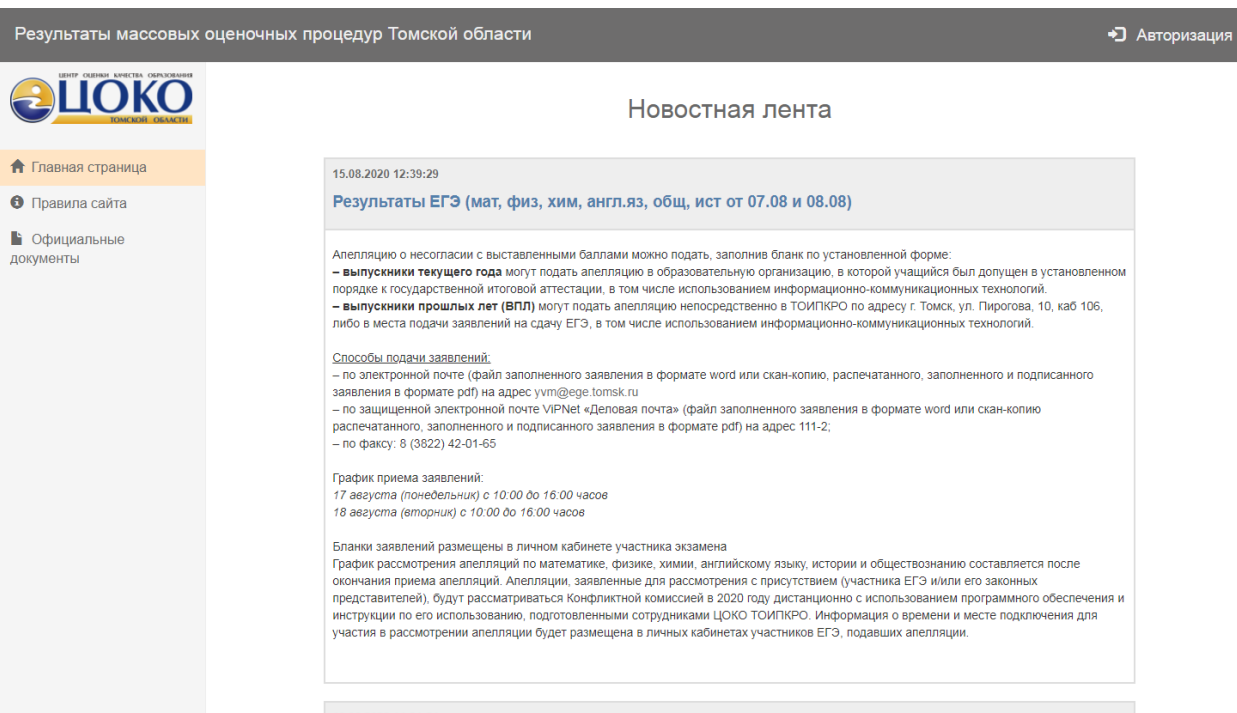 Результаты массовых оценочных процедур Томской области
Авторизация
ЦЕНТР ОЦЕНКИ КАЧЕСТВА ОБРАЗОВАНИЯ
ЦОКО
ТОМСКОЙ ОБЛАСТИ
Главная страница
Правила сайта
Официальные
документы
Новостная лента
15.08.2020 12:39:29
Результаты ЕГЭ (мат, физ, хим, англ.яз, общ, ист от 07.08 и 08.08)
Апелляцию о несогласии с выставленными баллами можно подать, заполнив бланк по установленной форме:
– выпускники текущего года могут подать апелляцию в образовательную организацию, в которой учащийся был допущен в установленном
порядке к государственной итоговой аттестации, в том числе использованием информационно-коммуникационных технологий.
– выпускники прошлых лет (ВПЛ) могут подать апелляцию непосредственно в ТОИПКРО по адресу г. Томск, ул. Пирогова, 10, каб 106,
либо в места подачи заявлений на сдачу ЕГЭ, в том числе использованием информационно-коммуникационных технологий.
Способы подачи заявлений:
– по электронной почте (файл заполненного заявления в формате word или скан-копию, распечатанного, заполненного и подписанного
заявления в формате pdf) на адрес yvm@ege.tomsk.ru
– по защищенной электронной почте ViPNet «Деловая почта» (файл заполненного заявления в формате word или скан-копию
распечатанного, заполненного и подписанного заявления в формате pdf) на адрес 111-2;
– по факсу: 8 (3822) 42-01-65
График приема заявлений:
17 августа (понедельник) с 10:00 до 16:00 часов
18 августа (вторник) с 10:00 до 16:00 часов
Бланки заявлений размещены в личном кабинете участника экзамена
График рассмотрения апелляций по математике, физике, химии, английскому языку, истории и обществознанию составляется после
окончания приема апелляций. Апелляции, заявленные для рассмотрения с присутствием (участника ЕГЭ и/или его законных
представителей), будут рассматриваться Конфликтной комиссией в 2020 году дистанционно с использованием программного обеспечения и
инструкции по его использованию, подготовленными сотрудниками ЦОКО ТОИПКРО. Информация о времени и месте подключения для
участия в рассмотрении апелляции будет размещена в личных кабинетах участников ЕГЭ, подавших апелляции.